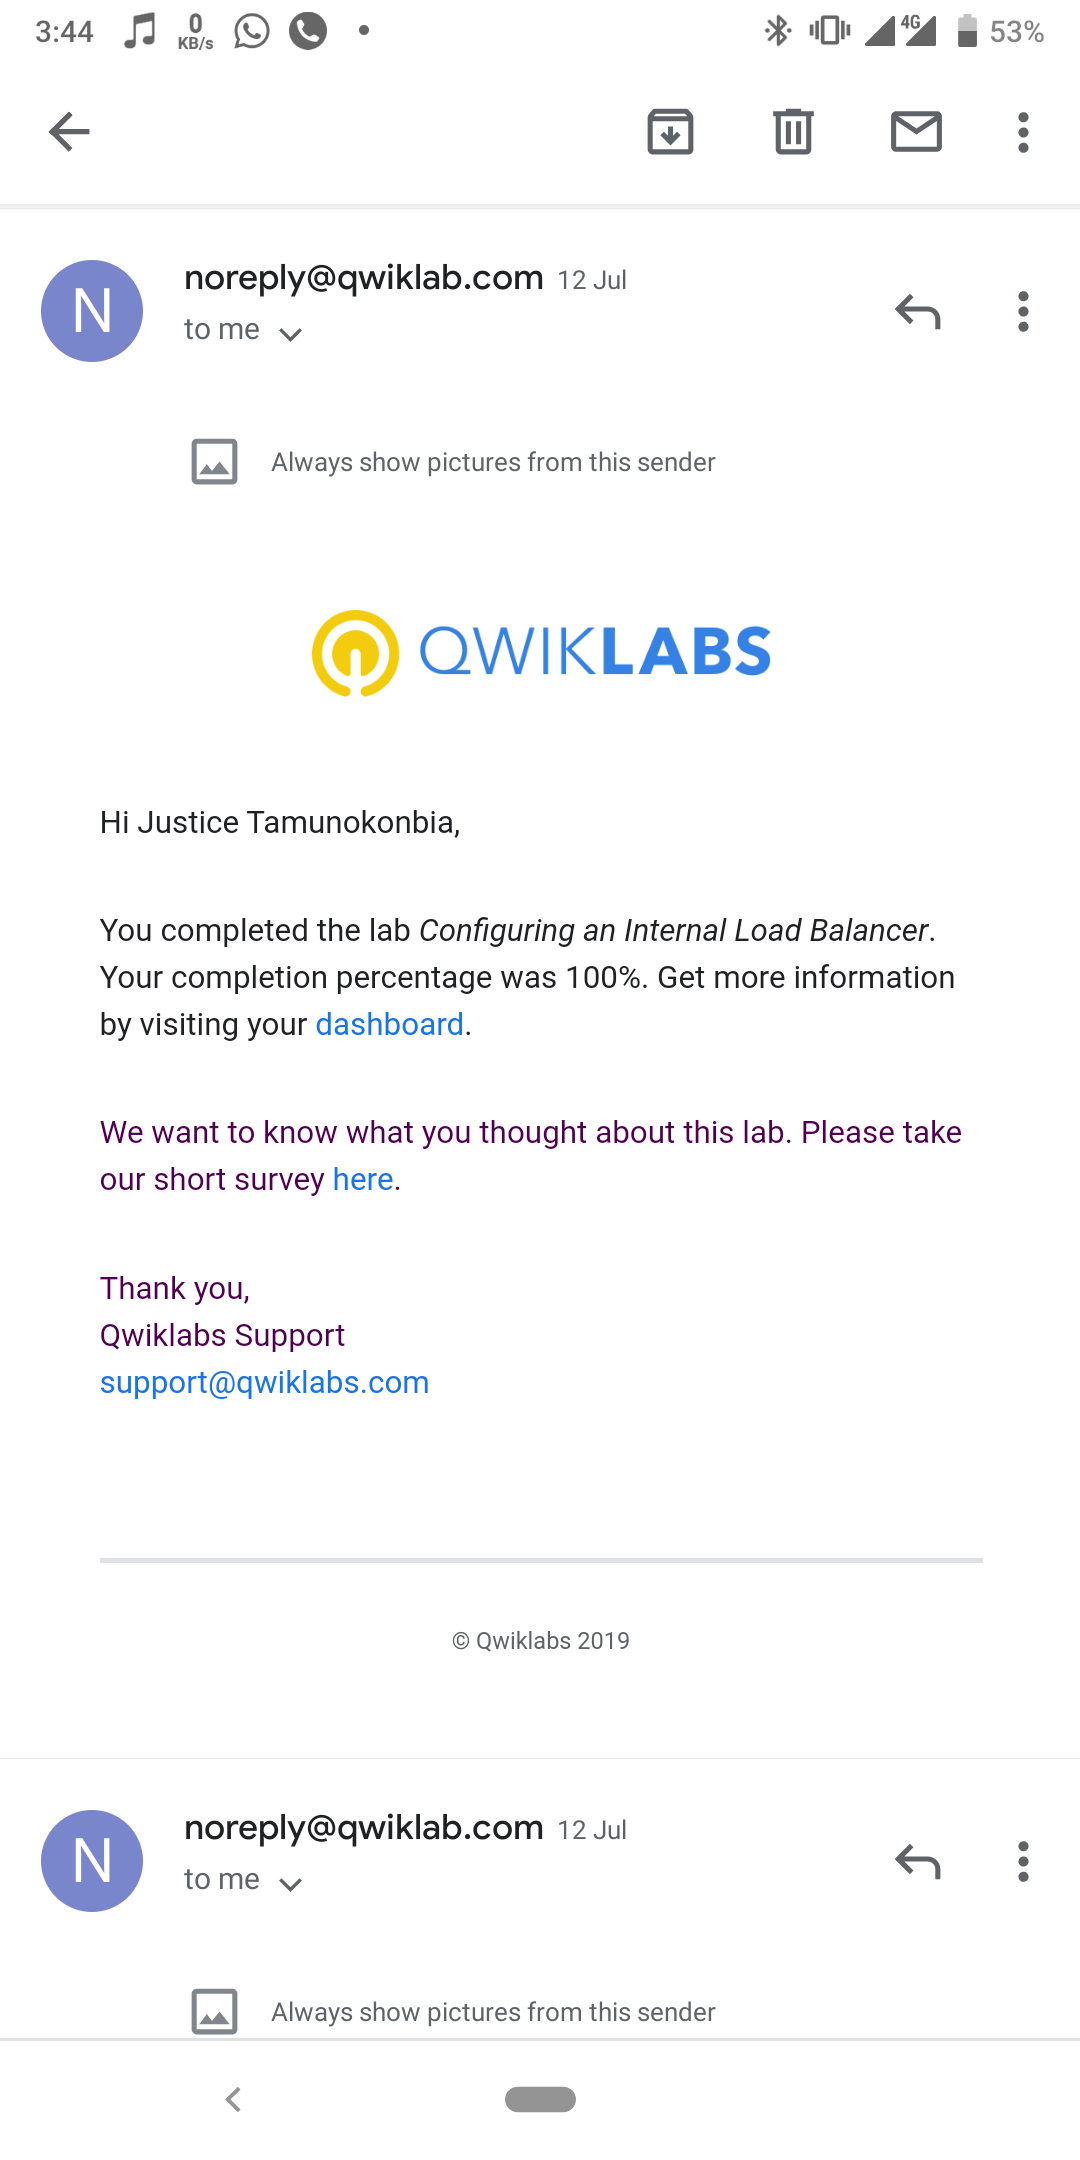 3:44
0
KB/s
4G
53%
N
noreply@qwiklab.com 12 Jul
to me
Always show pictures from this sender
QWIKLABS
Hi Justice Tamunokonbia,
You completed the lab Configuring an Internal Load Balancer.
Your completion percentage was 100%. Get more information
by visiting your dashboard.
We want to know what you thought about this lab. Please take
our short survey here.
Thank you,
Qwiklabs Support
support@qwiklabs.com
© Qwiklabs 2019
N
noreply@qwiklab.com 12 Jul
to me
Always show pictures from this sender